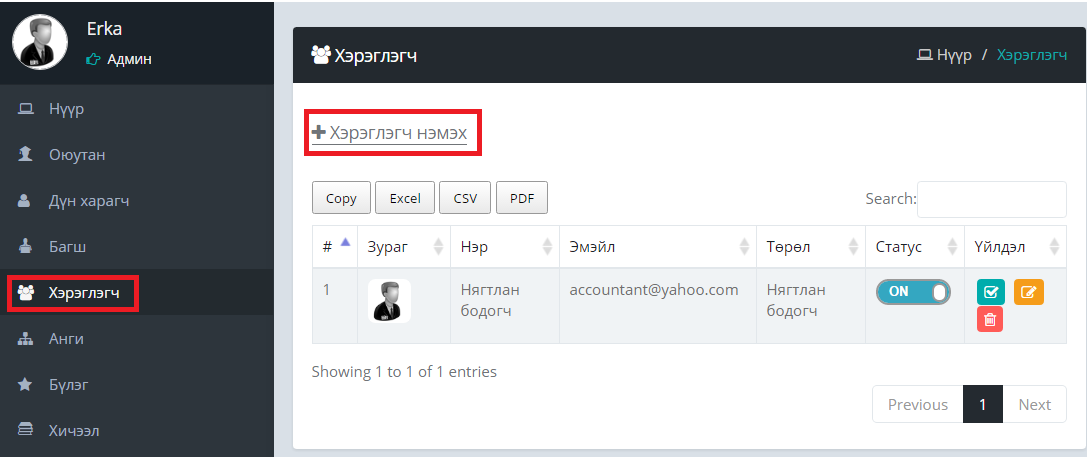 Erka
Админ
Нүүр
Оюутан
Дүн харагч
Багш
Хэрэглэгч
Анги
Бүлэг
Хичээл
Хэрэглэгч
Нүүр / Хэрэглэгч
Хэрэглэгч нэмэх
Copy Excel CSV PDF
Search:
# Зураг Нэр Эмэйл Төрөл Статус Үйлдэл
1 Нягтлан accountant@yahoo.com Нягтлан ON
бодогч бодогч
Showing 1 to 1 of 1 entries
Previous 1 Next